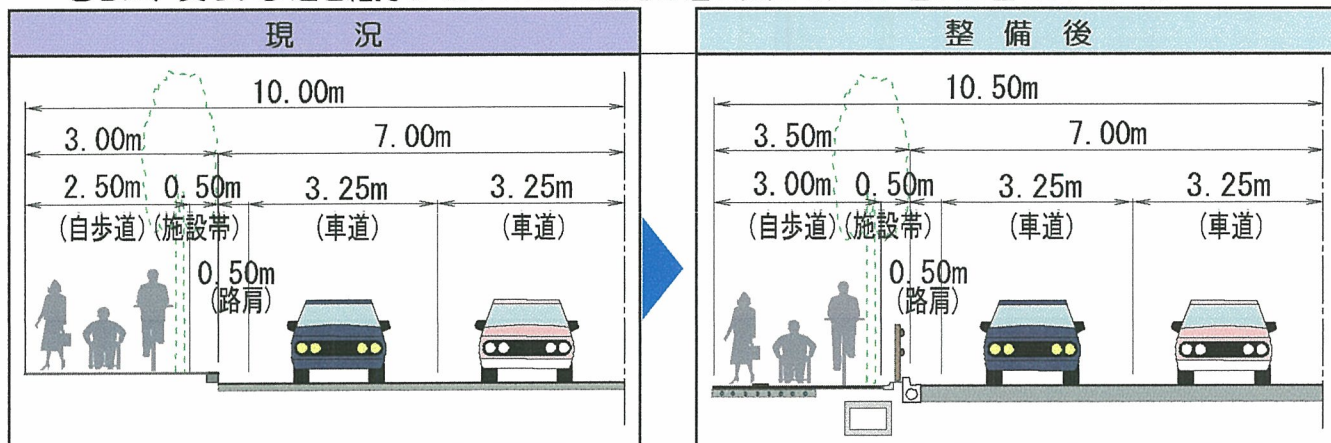 現 況
10.00m
3.00m 7.00m
2.50m 0.50m 3.25m 3.25m
(自歩道)(施設帯) (車道) (車道)
0.50m
(路肩)
整 備 後
10.50m
3.50m 7.00m
3.00m 0.50m 3.25m 3.25m
(自歩道)(施設帯) (車道) (車道)
0.50m
(路肩)